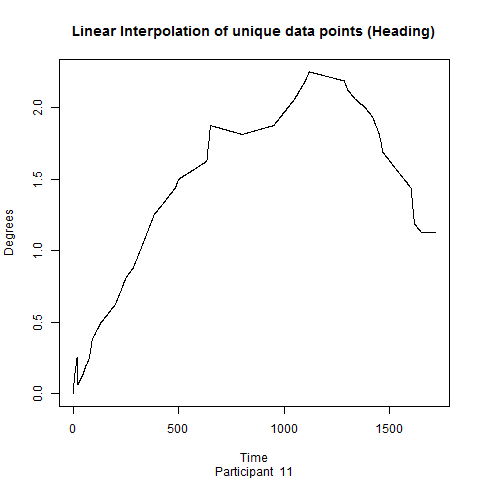 Linear Interpolation of unique data points (Heading)
Degrees
2.0
1.5
1.0
0.5
0.0
0 500 1000 1500
Time
Participant 11